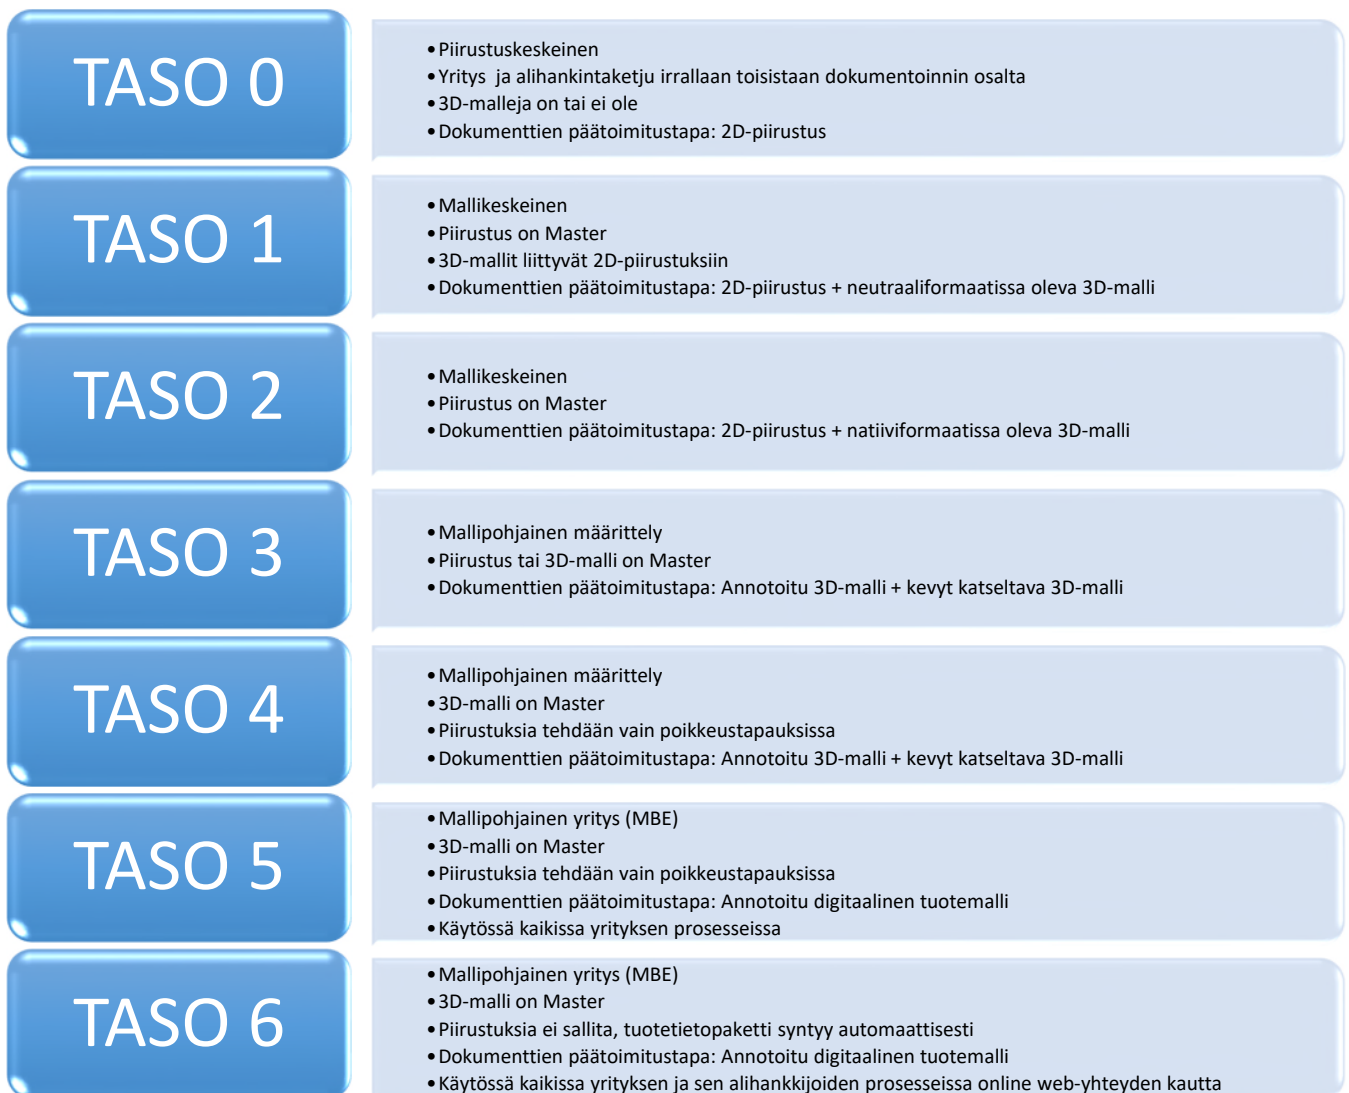 TASO 0
•Piirustuskeskeinen
•Yritys ja alihankintaketju irrallaan toisistaan dokumentoinnin osalta
•3D-malleja on tai ei ole
•Dokumenttien päätoimitustapa: 2D-piirustus
TASO 1
•Mallikeskeinen
•Piirustus on Master
•3D-mallit liittyvät 2D-piirustuksiin
•Dokumenttien päätoimitustapa: 2D-piirustus + neutraaliformaatissa oleva 3D-malli
TASO 2
•Mallikeskeinen
•Piirustus on Master
•Dokumenttien päätoimitustapa: 2D-piirustus + natiiviformaatissa oleva 3D-malli
TASO 3
•Mallipohjainen määrittely
•Piirustus tai 3D-malli on Master
•Dokumenttien päätoimitustapa: Annotoitu 3D-malli + kevyt katseltava 3D-malli
TASO 4
•Mallipohjainen määrittely
•3D-malli on Master
•Piirustuksia tehdään vain poikkeustapauksissa
•Dokumenttien päätoimitustapa: Annotoitu 3D-malli + kevyt katseltava 3D-malli
TASO 5
•Mallipohjainen yritys (MBE)
•3D-malli on Master
•Piirustuksia tehdään vain poikkeustapauksissa
•Dokumenttien päätoimitustapa: Annotoitu digitaalinen tuotemalli
•Käytössä kaikissa yrityksen prosesseissa
TASO 6
•Mallipohjainen yritys (MBE)
•3D-malli on Master
•Piirustuksia ei sallita, tuotetietopaketti syntyy automaattisesti
•Dokumenttien päätoimitustapa: Annotoitu digitaalinen tuotemalli
•Käytössä kaikissa yrityksen ja sen alihankkijoiden prosesseissa online web-yhteyden kautta